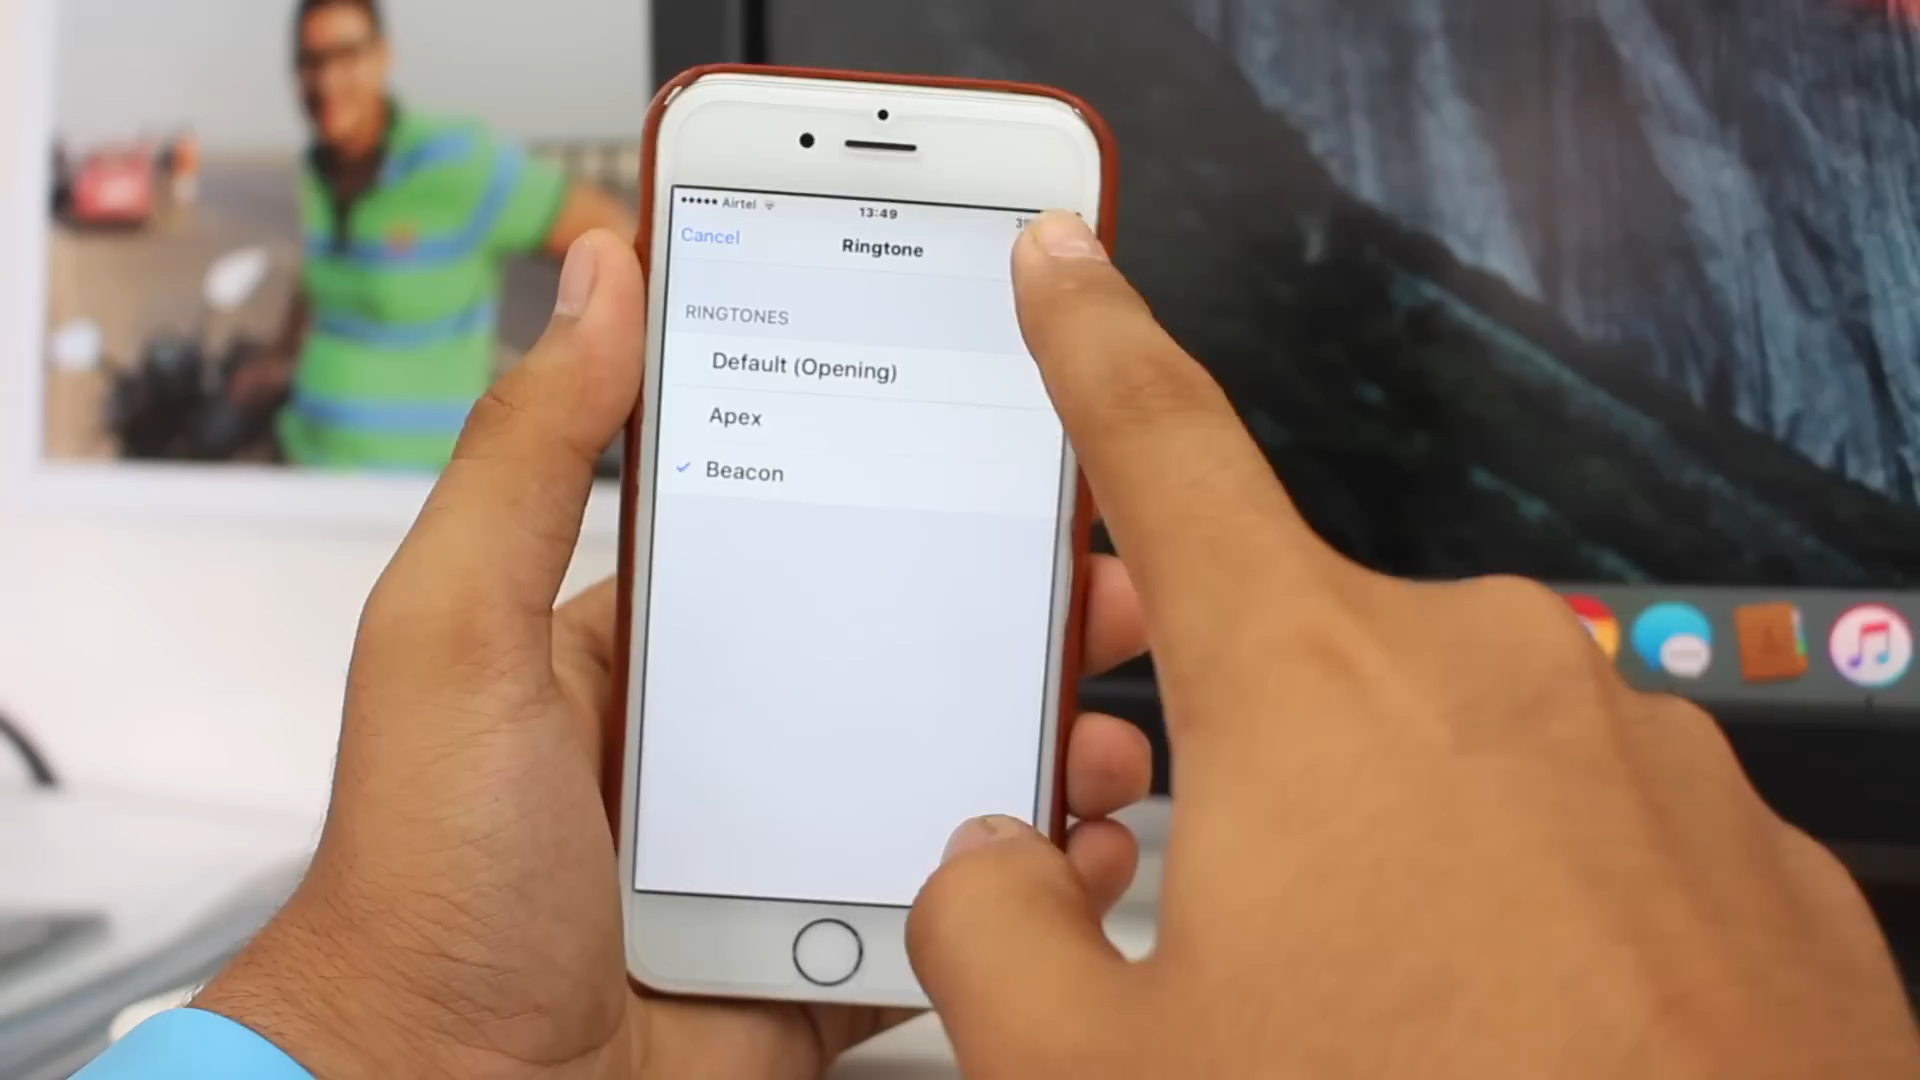 Airtel 13:49
Cancel Ringtone
RINGTONES
Default (Opening)
Apex
✓ Beacon